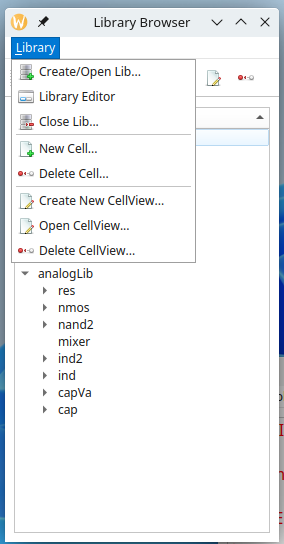 Library Browser
Library
Create/Open Lib...
Library Editor
Close Lib...
New Cell...
Delete Cell...
Create New CellView...
Open CellView...
Delete CellView...
analogLib
res
nmos
nand2
mixer
ind2
ind
capVa
cap